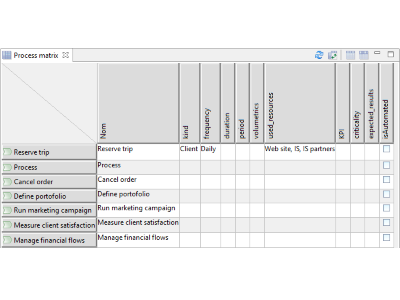 Process matrix
Nom kind frequency duration period volumetrics used_resources KPI criticality expected_results isAutomated
Reserve trip Reserve trip Client Daily Web site, IS, IS partners
Process Process
Cancel order Cancel order
Define portofolio Define portofolio
Run marketing campaign Run marketing campaign
Measure client satisfaction Measure client satisfaction
Manage financial flows Manage financial flows